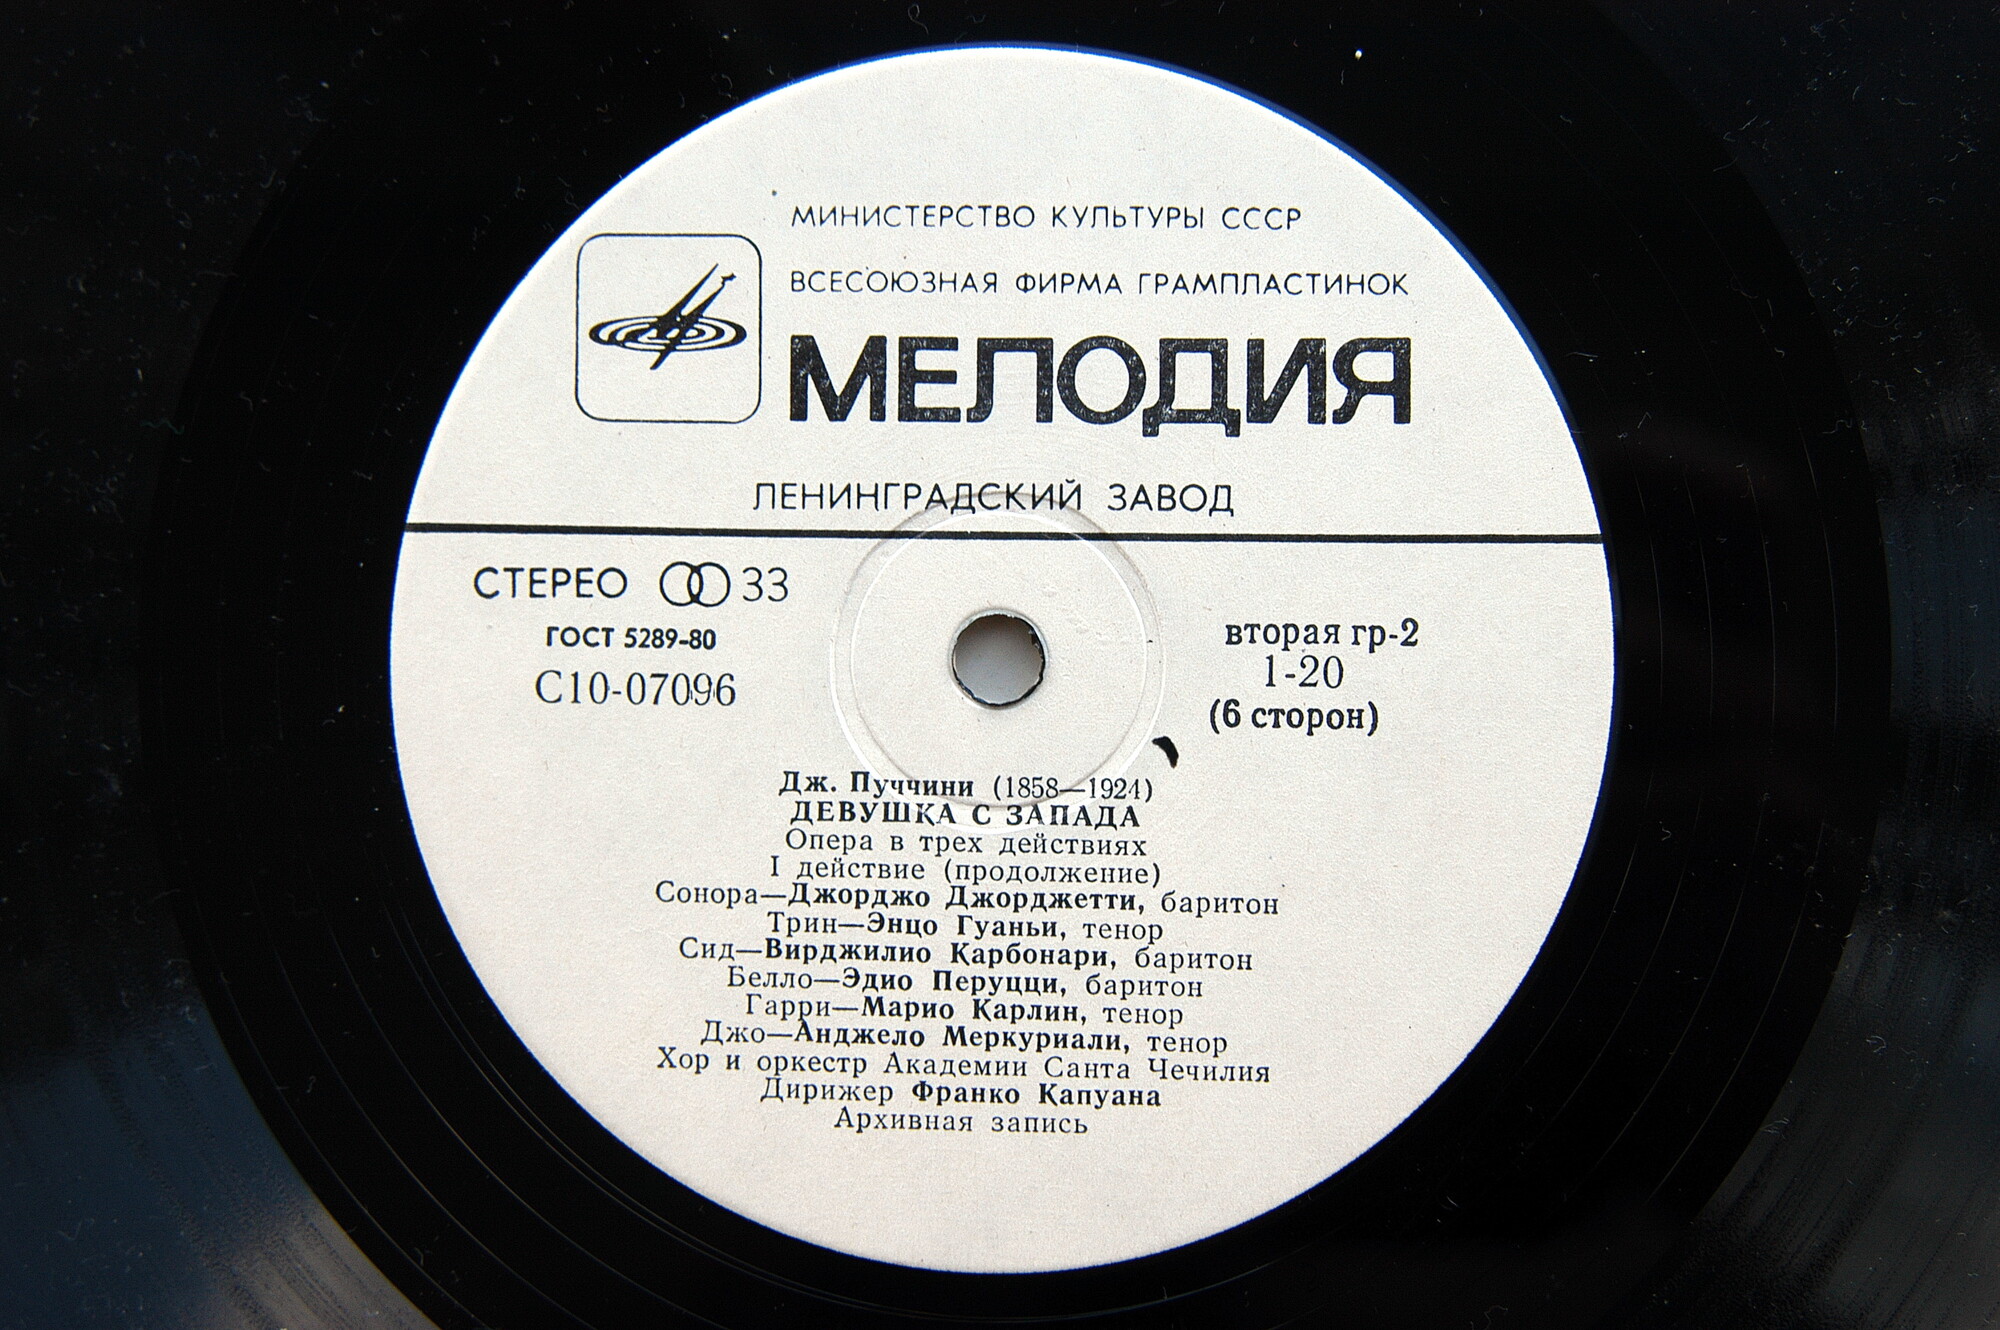 МИНИСТЕРСТВО КУЛЬТУРЫ СССР
ВСЕСОЮЗНАЯ ФИРМА ГРАМПЛАСТИНОК
МЕЛОДИЯ
ЛЕНИНГРАДСКИЙ ЗАВОД
СТЕРЕО 33
ГОСТ 5289-80
С10-07096
вторая гр-2
1-20
(6 сторон)
Дж. Пуччини (1858—1924)
ДЕВУШКА С ЗАПАДА
Опера в трех действиях
I действие (продолжение)
Сонора—Джорджо Джорджетти, баритон
Трин—Энцо Гуаньи, тенор
Сид—Вирджилио Карбонари, баритон
Белло—Эдио Перуцци, баритон
Гарри—Марио Карлин, тенор
Джо—Анджело Меркуриали, тенор
Хор и оркестр Академии Санта Чечилия
Дирижер Франко Капуана
Архивная запись